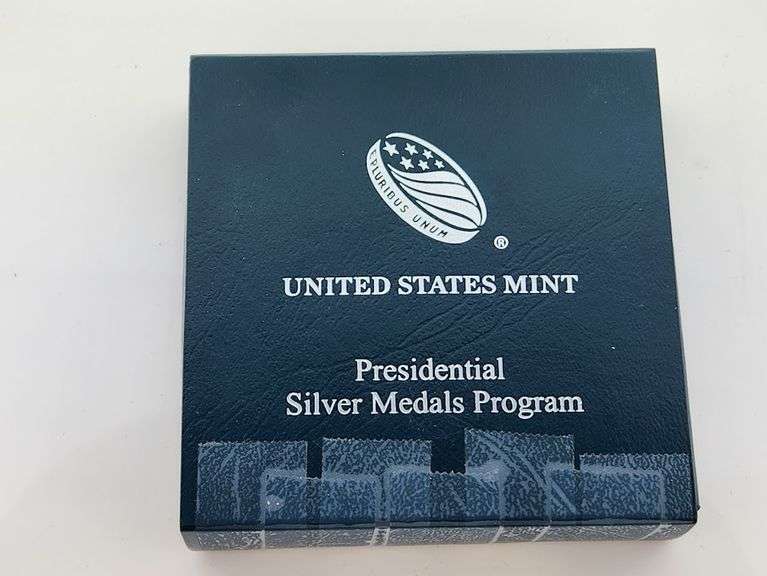 E PLURIBUS UNUM
®
UNITED STATES MINT
Presidential
Silver Medals Program